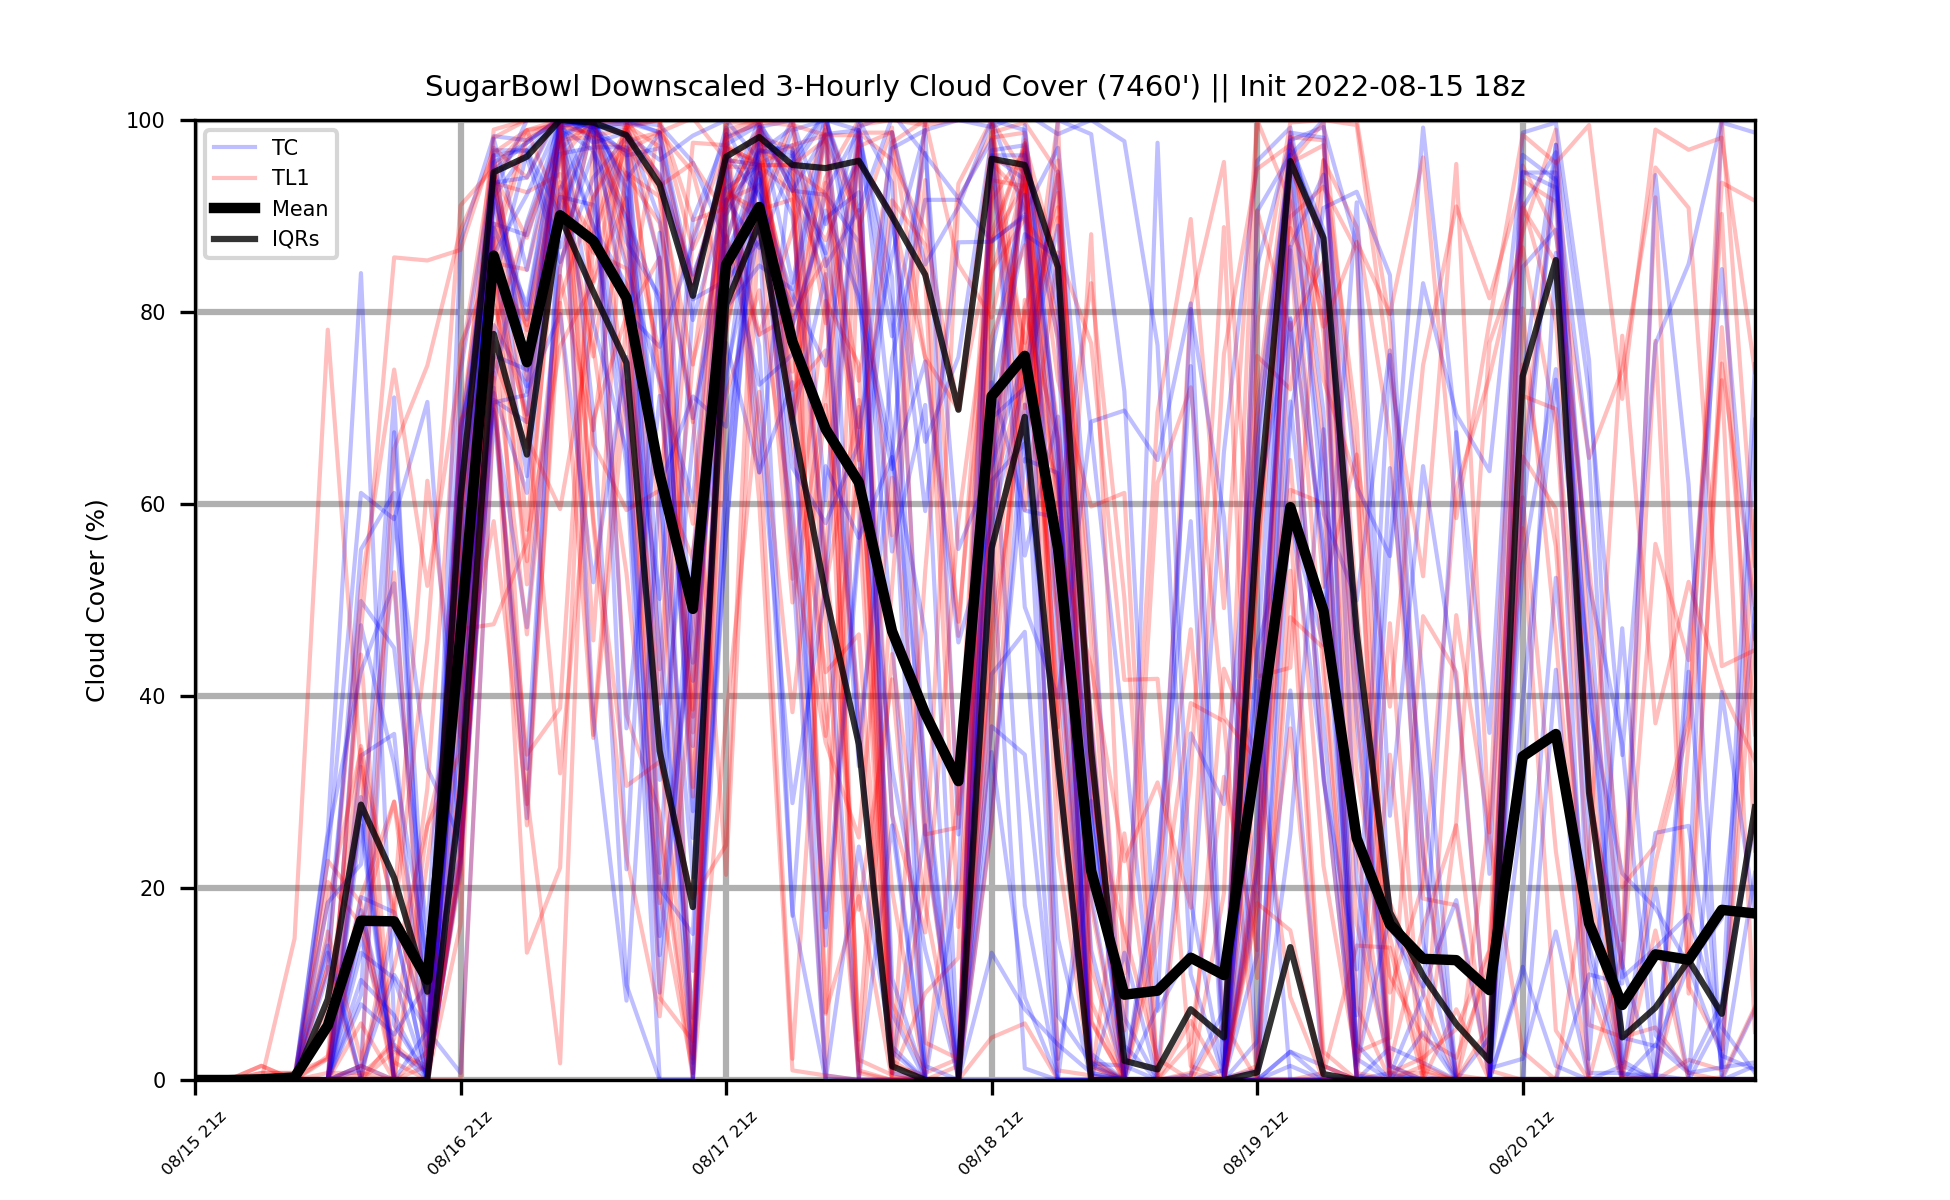 SugarBowl Downscaled 3-Hourly Cloud Cover (7460') || Init 2022-08-15 18z
100
80
60
40
20
0
Cloud Cover (%)
TC
TL1
Mean
IQRs
08/15 21z
08/16 21z
08/17 21z
08/18 21z
08/19 21z
08/20 21z